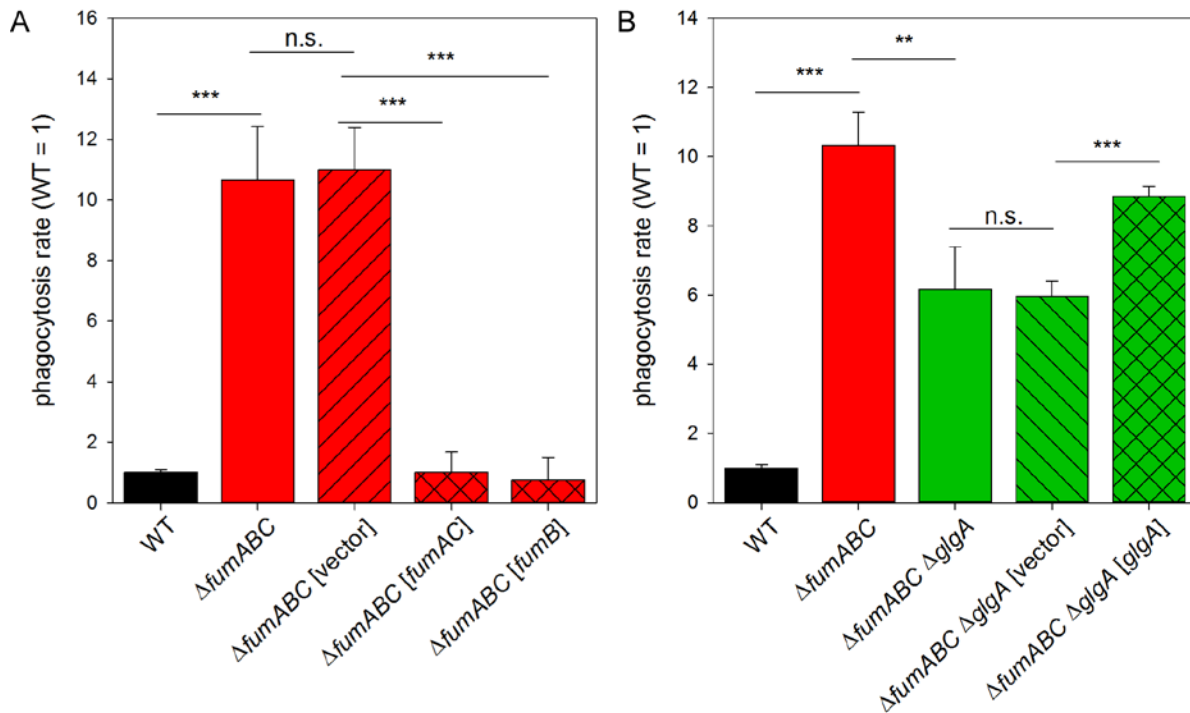 A
phagocytosis rate (WT = 1)
16
14
12
10
8
6
4
2
0
***
n.s.
***
***
WT
ΔfumABC
ΔfumABC [vector]
ΔfumABC [fumAC]
ΔfumABC [fumB]
B
phagocytosis rate (WT = 1)
14
12
10
8
6
4
2
0
***
**
n.s.
***
WT
ΔfumABC
ΔfumABC ΔglgA
ΔfumABC ΔglgA [vector]
ΔfumABC ΔglgA [glgA]